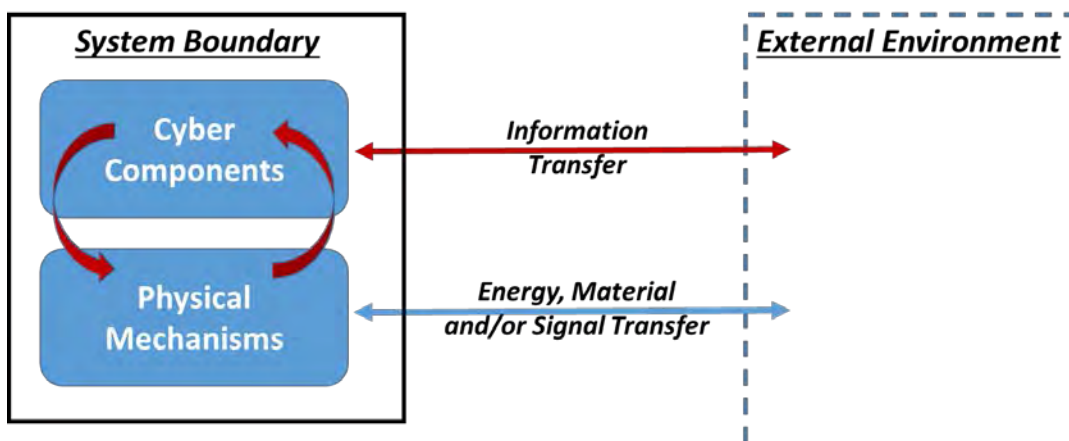 System Boundary
External Environment
Cyber
Components
Information
Transfer
Physical
Mechanisms
Energy, Material
and/or Signal Transfer